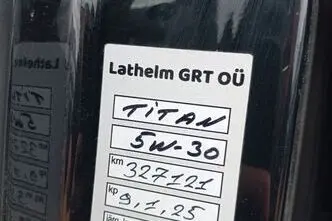 Lathelm GRT OÜ
TITAN
5W-30
km
327121
kp
9,1,25